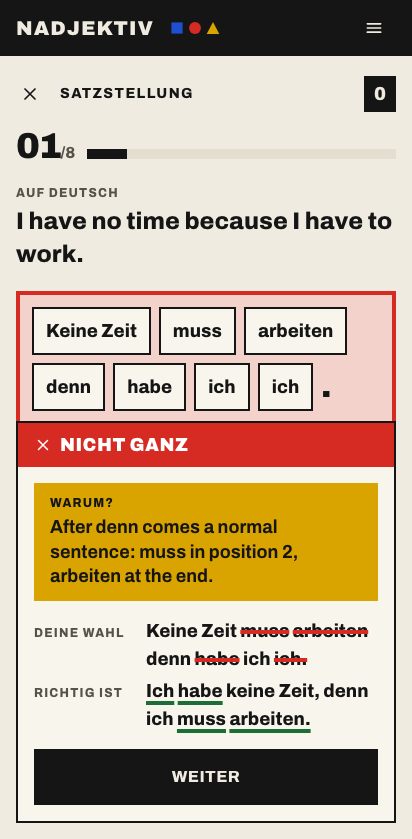 NADJEKTIV
SATZSTELLUNG
0
01/8
AUF DEUTSCH
I have no time because I have to
work.
Keine Zeit muss arbeiten
denn habe ich ich .
NICHT GANZ
WARUM?
After denn comes a normal
sentence: muss in position 2,
arbeiten at the end.
DEINE WAHL Keine Zeit muss arbeiten
denn habe ich ich.
RICHTIG IST Ich habe keine Zeit, denn
ich muss arbeiten.
WEITER